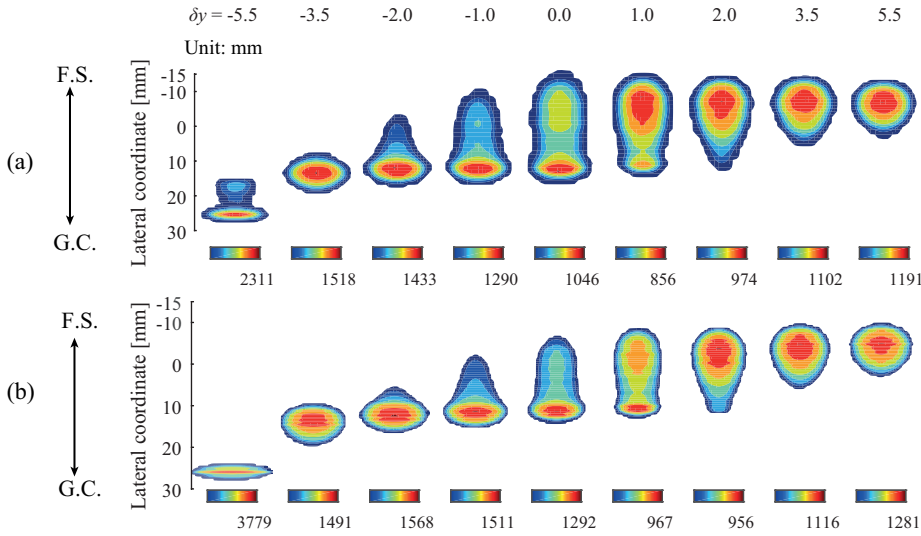 δy = -5.5 -3.5 -2.0 -1.0 0.0 1.0 2.0 3.5 5.5
Unit: mm
(a)
F.S.
G.C.
Lateral coordinate [mm]
-15
-10
0
10
20
30
2311 1518 1433 1290 1046 856 974 1102 1191
(b)
F.S.
G.C.
Lateral coordinate [mm]
-15
-10
0
10
20
30
3779 1491 1568 1511 1292 967 956 1116 1281